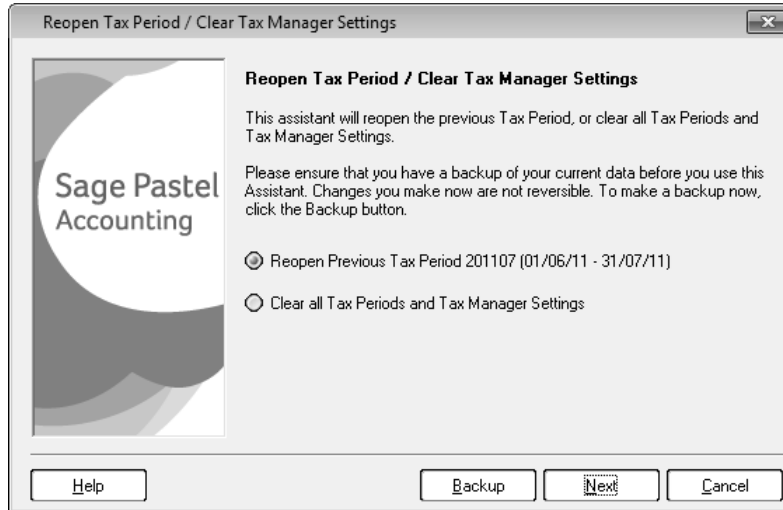 Reopen Tax Period / Clear Tax Manager Settings
Sage Pastel
Accounting
Reopen Tax Period / Clear Tax Manager Settings
This assistant will reopen the previous Tax Period, or clear all Tax Periods and
Tax Manager Settings.
Please ensure that you have a backup of your current data before you use this
Assistant. Changes you make now are not reversible. To make a backup now,
click the Backup button.
Reopen Previous Tax Period 201107 (01/06/11 - 31/07/11)
Clear all Tax Periods and Tax Manager Settings
Help Backup Next Cancel